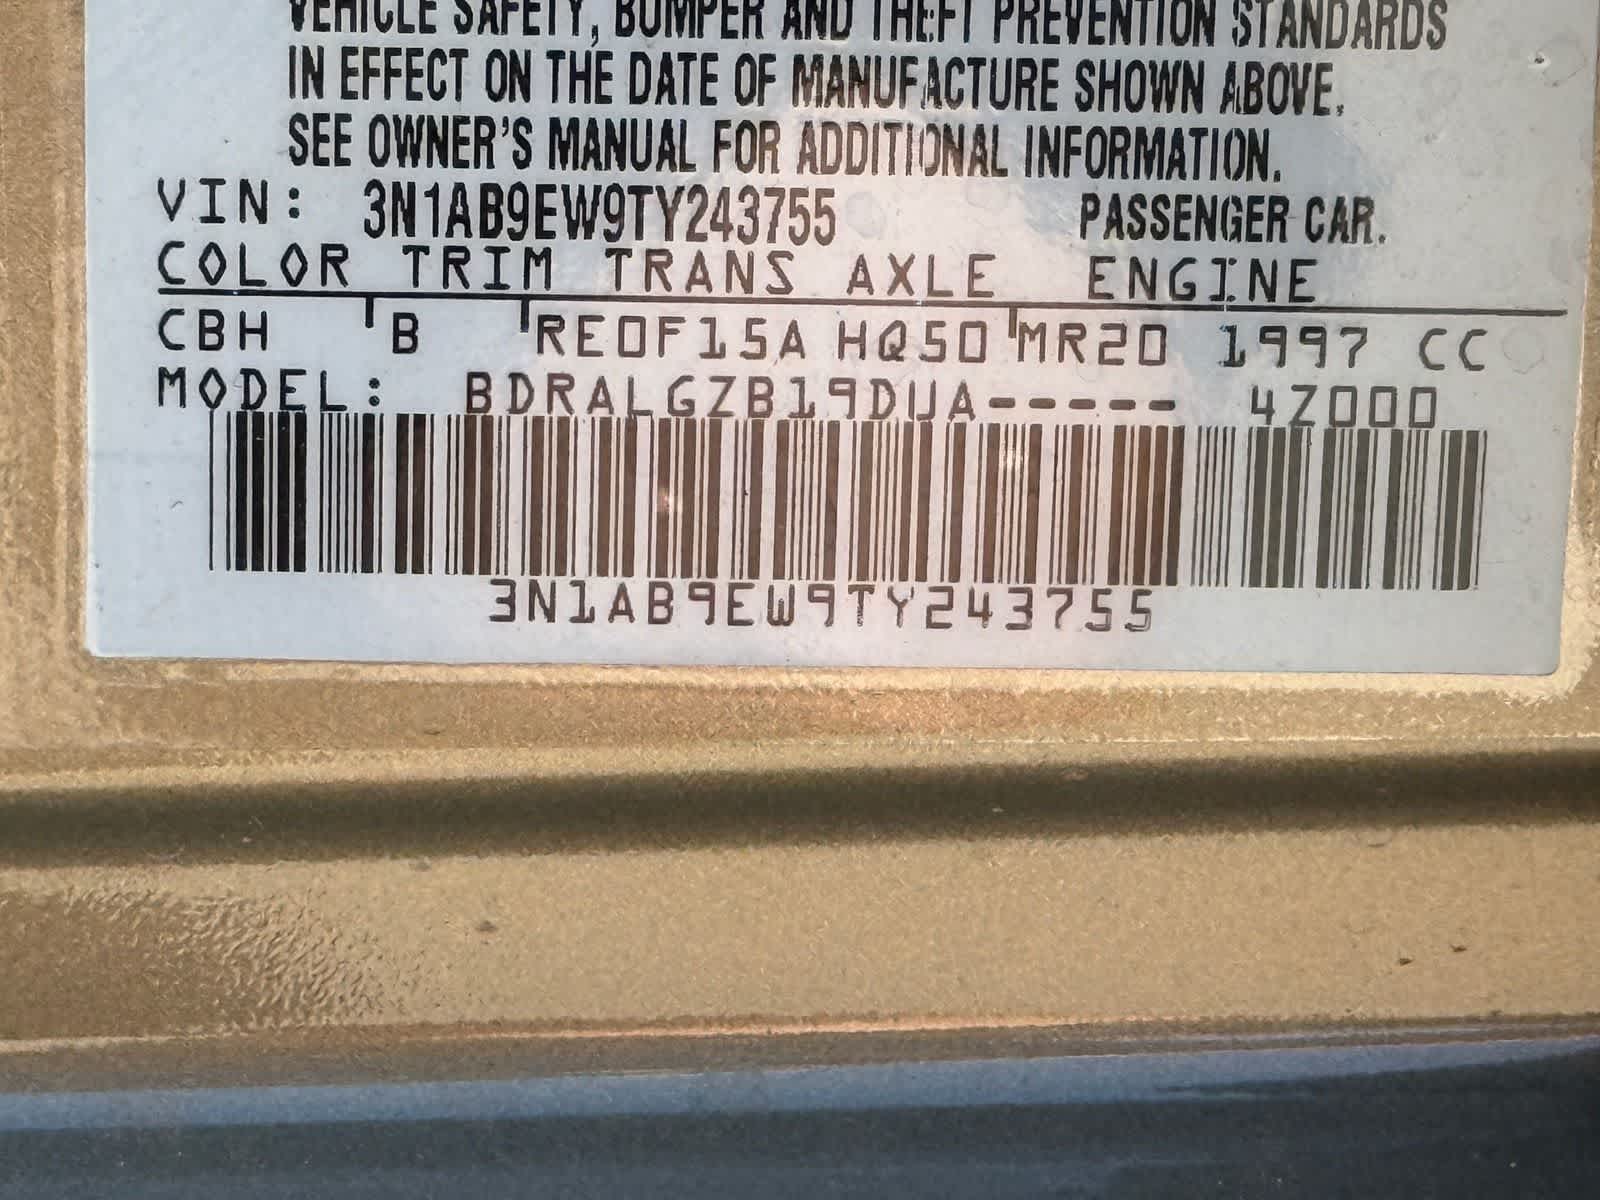 VEHICLE SAFETY, BUMPER AND THEFT PREVENTION STANDARDS
IN EFFECT ON THE DATE OF MANUFACTURE SHOWN ABOVE.
SEE OWNER'S MANUAL FOR ADDITIONAL INFORMATION.
VIN: 3N1AB9EW9TY243755 PASSENGER CAR.
COLOR TRIM TRANS AXLE ENGINE
CBH B RE0F15A HQ50 MR20 1997 CC
MODEL: BDRALGZB19DUA----- 4Z000
3N1AB9EW9TY243755